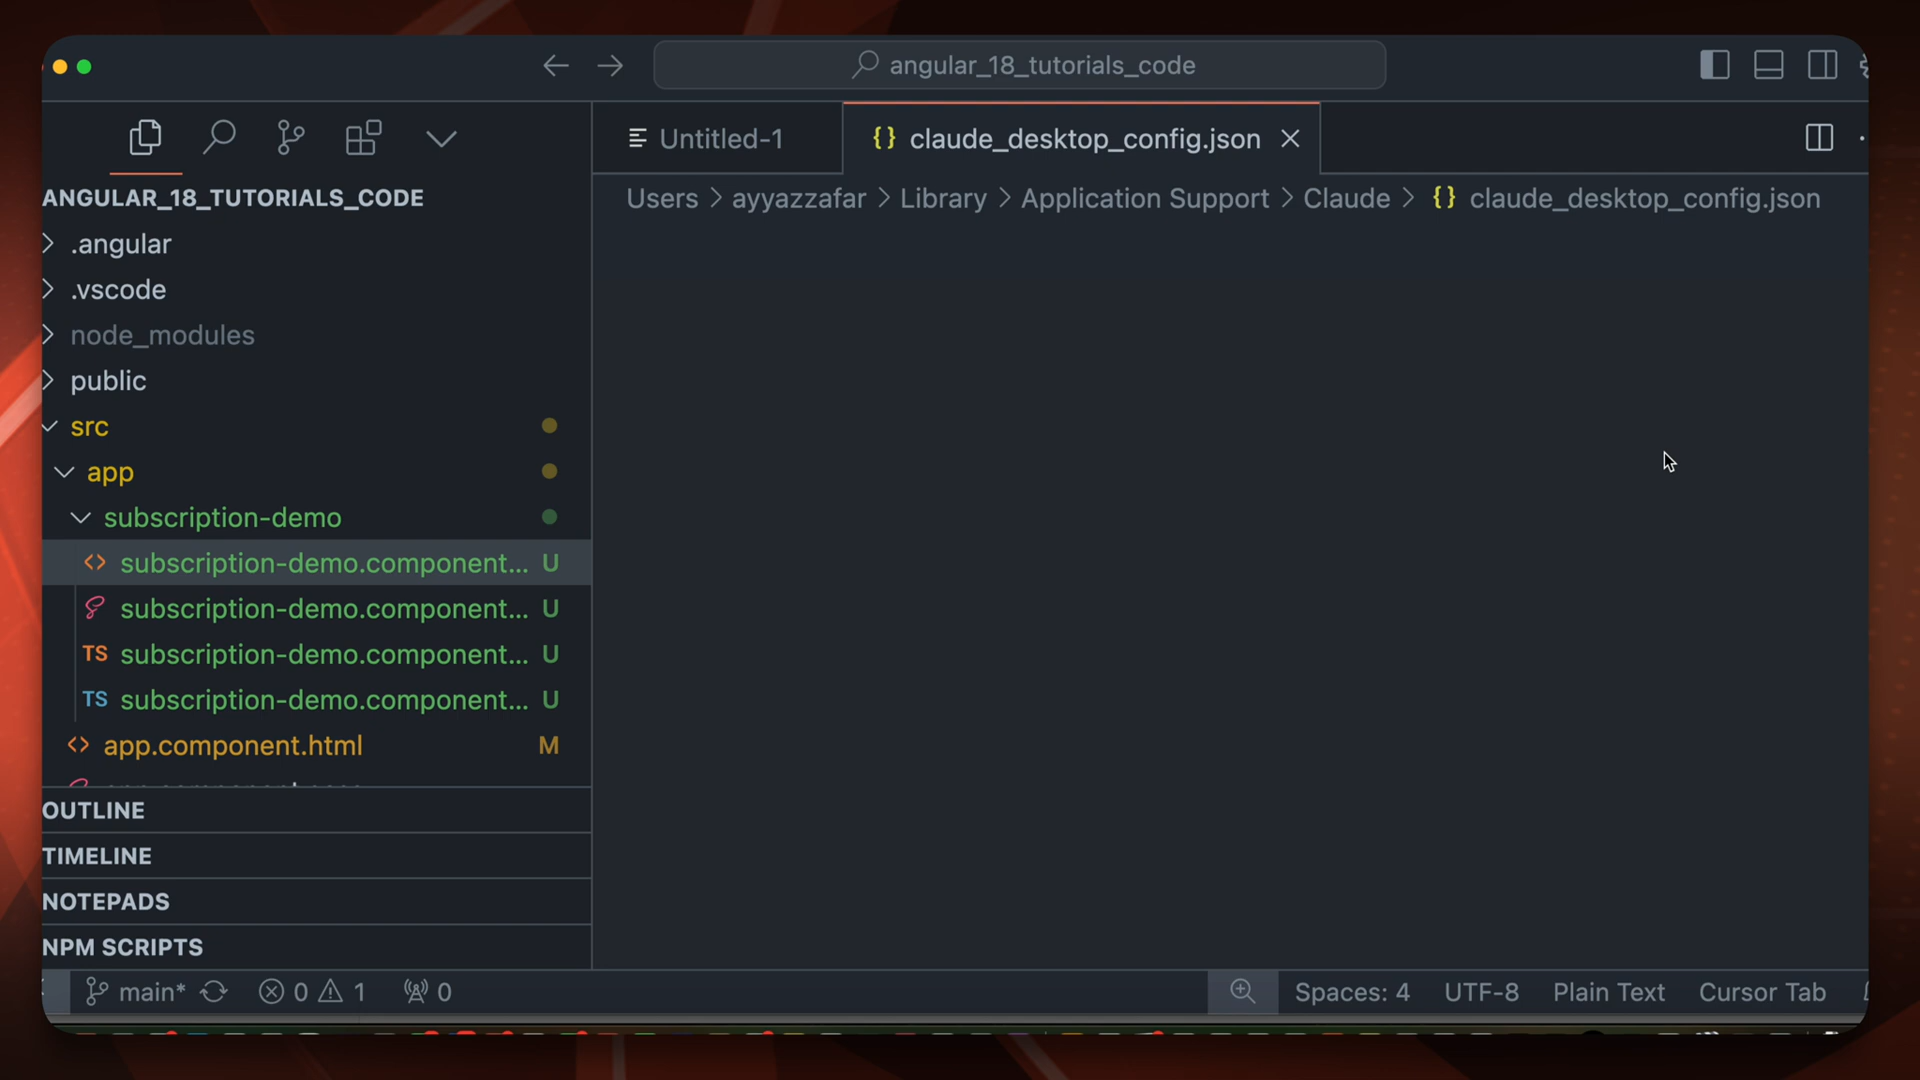 angular_18_tutorials_code
Untitled-1
{} claude_desktop_config.json
Users > ayyazzafar > Library > Application Support > Claude > {} claude_desktop_config.json
ANGULAR_18_TUTORIALS_CODE
.angular
.vscode
node_modules
public
src
app
subscription-demo
<> subscription-demo.component... U
subscription-demo.component... U
TS subscription-demo.component... U
TS subscription-demo.component... U
<> app.component.html M
OUTLINE
TIMELINE
NOTEPADS
NPM SCRIPTS
main* 0 1 0 Spaces: 4 UTF-8 Plain Text Cursor Tab